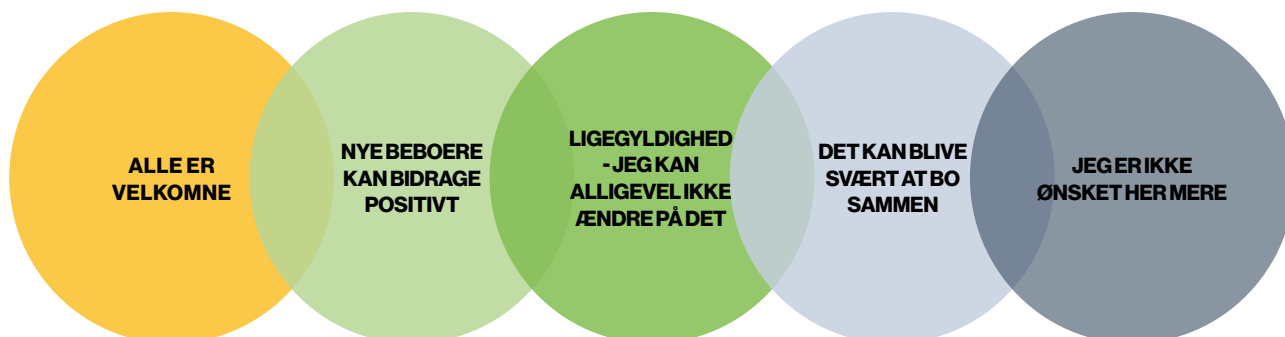 ALLE ER
VELKOMNE
NYE BEBOERE
KAN BIDRAGE
POSITIVT
LIGEGYLDIGHED
- JEG KAN
ALLIGEVEL IKKE
ÆNDRE PÅ DET
DET KAN BLIVE
SVÆRT AT BO
SAMMEN
JEG ER IKKE
ØNSKET HER MERE